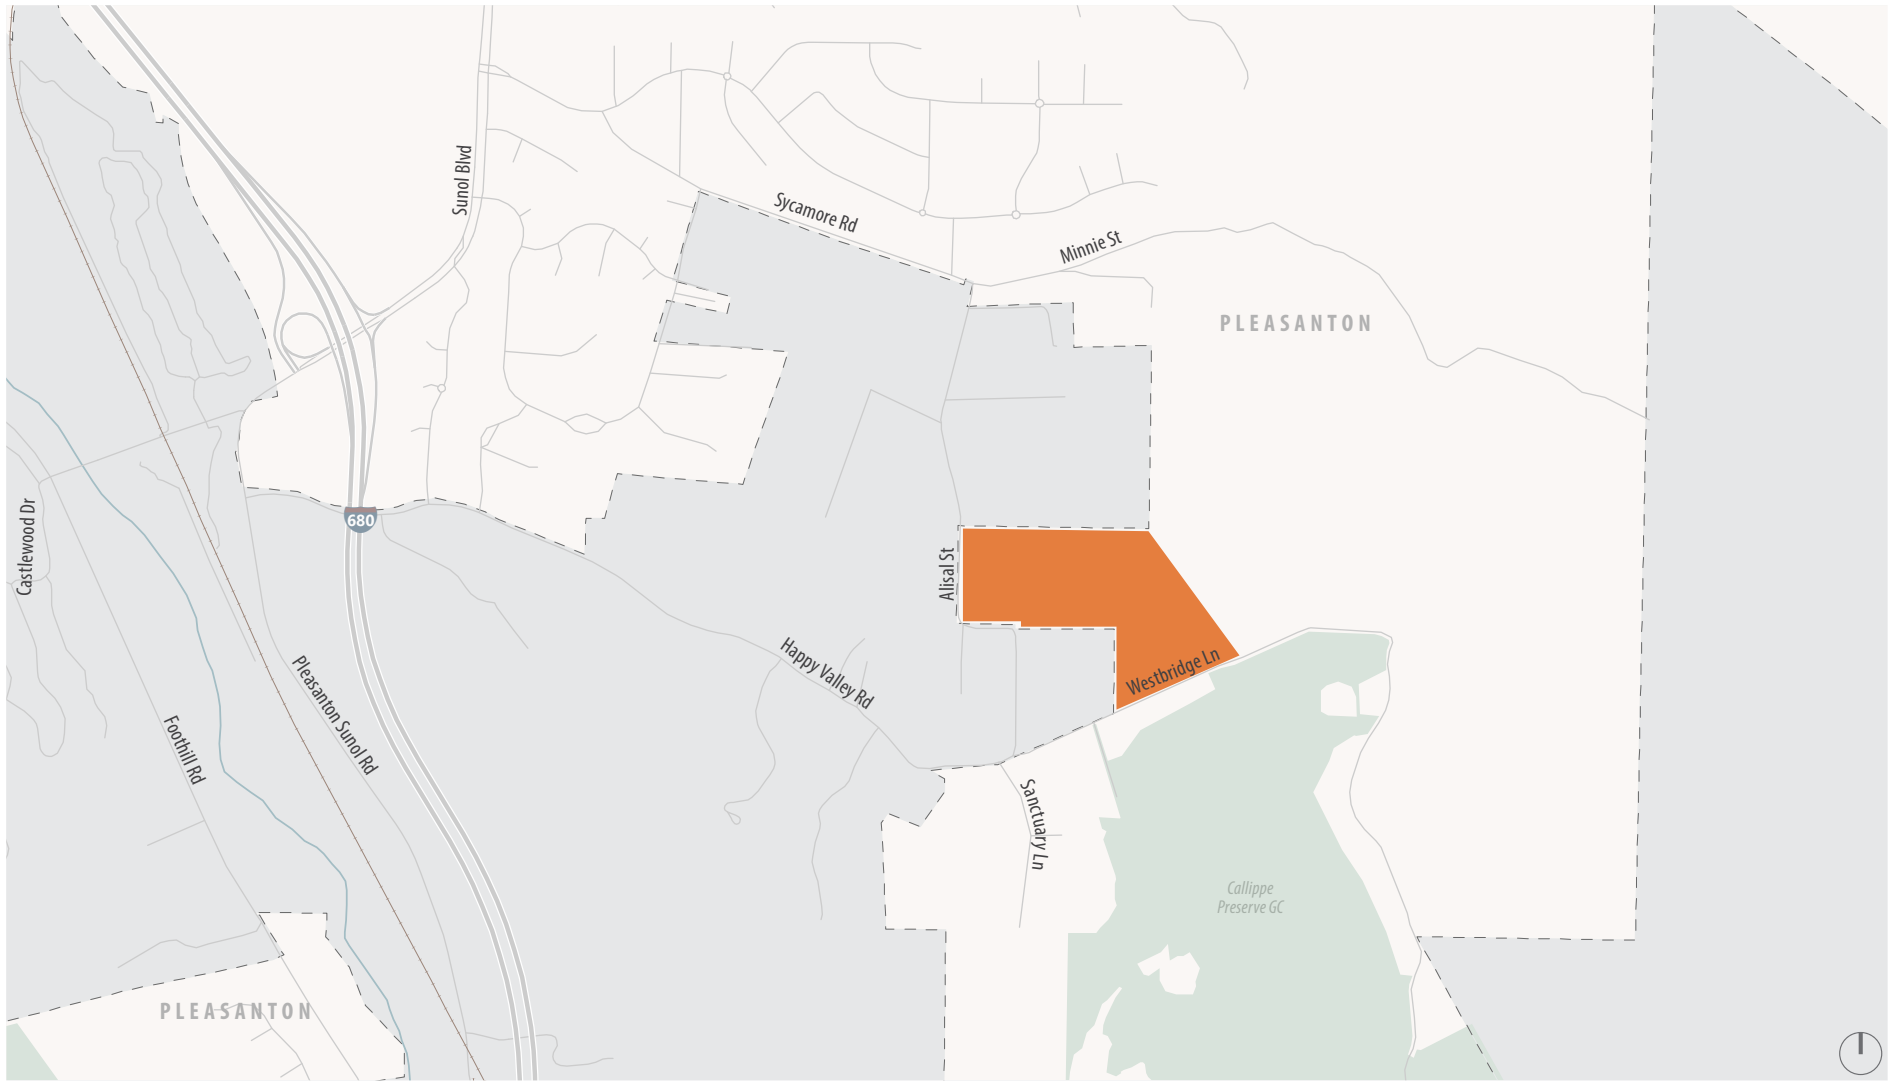 Sunol Blvd
Sycamore Rd
Minnie St
PLEASANTON
680
Castlewood Dr
Alisal St
Happy Valley Rd
Westbridge Ln
Pleasanton Sunol Rd
Foothill Rd
Sanctuary Ln
Callippe
Preserve GC
PLEASANTON